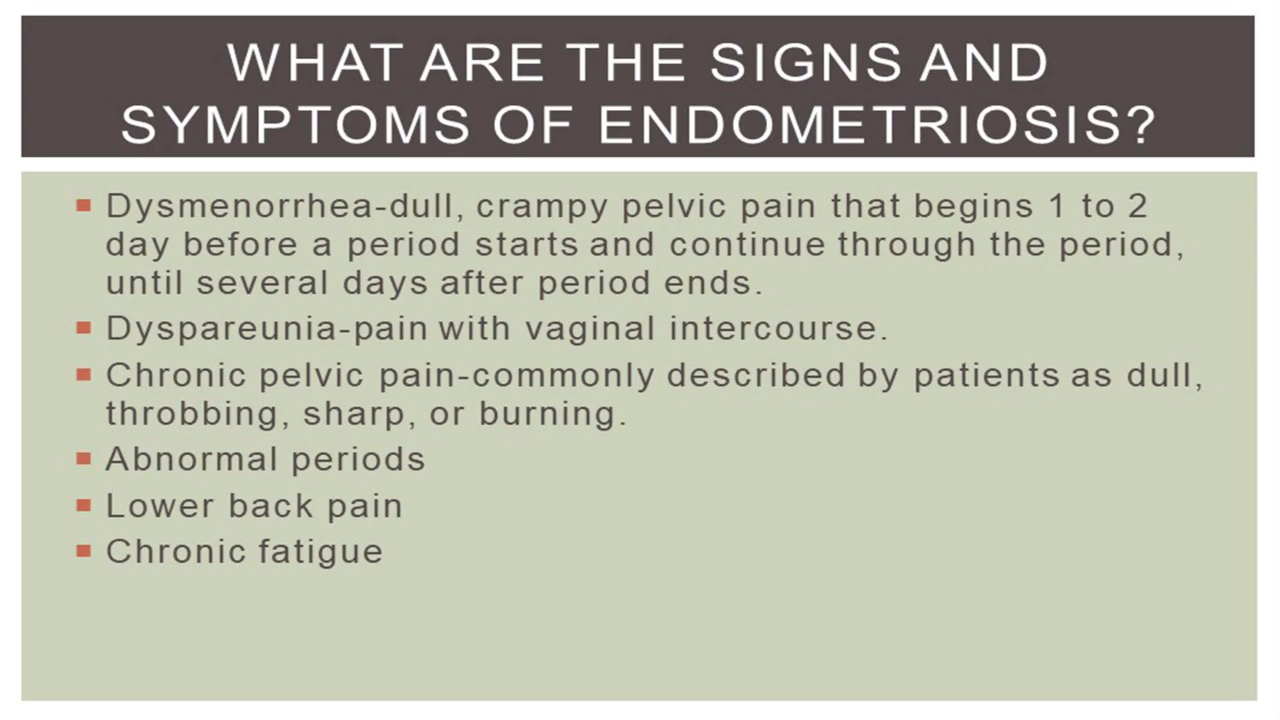 WHAT ARE THE SIGNS AND
SYMPTOMS OF ENDOMETRIOSIS?
Dysmenorrhea-dull, crampy pelvic pain that begins 1 to 2
day before a period starts and continue through the period,
until several days after period ends.
Dyspareunia-pain with vaginal intercourse.
Chronic pelvic pain-commonly described by patients as dull,
throbbing, sharp, or burning.
Abnormal periods
Lower back pain
Chronic fatigue